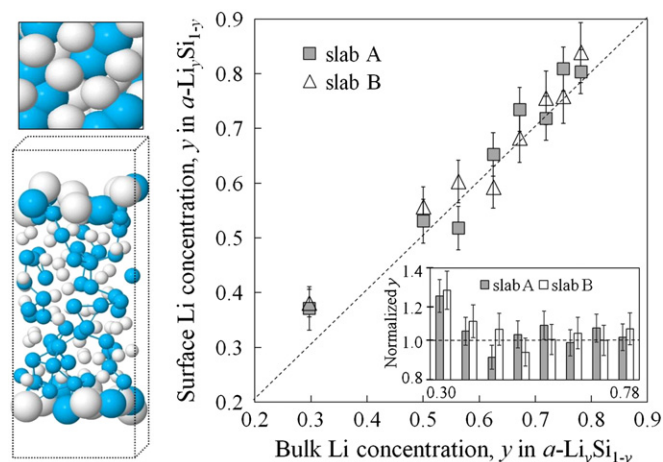 0.9
0.8
0.7
0.6
0.5
0.4
0.3
0.2
Surface Li concentration, y in a-LiySi1-y
slab A
slab B
Normalized y
1.4
1.2
1.0
0.8
slab A slab B
0.30 0.78
0.2 0.3 0.4 0.5 0.6 0.7 0.8 0.9
Bulk Li concentration, y in a-LiySi1-y